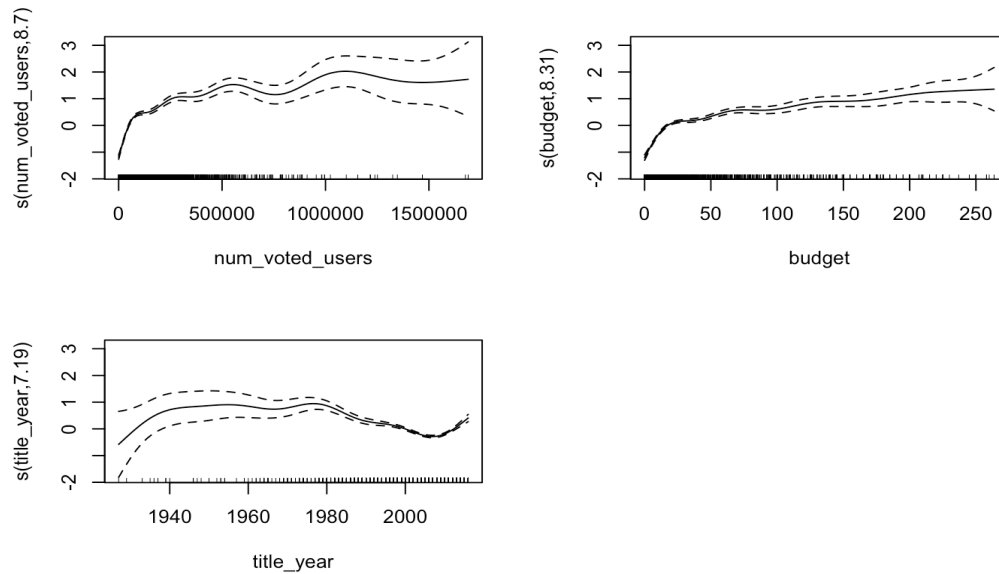 s(num_voted_users,8.7)
3
2
1
0
-2
0 500000 1000000 1500000
num_voted_users
s(budget,8.31)
3
2
1
0
-2
0 50 100 150 200 250
budget
s(title_year,7.19)
3
2
1
0
-2
1940 1960 1980 2000
title_year